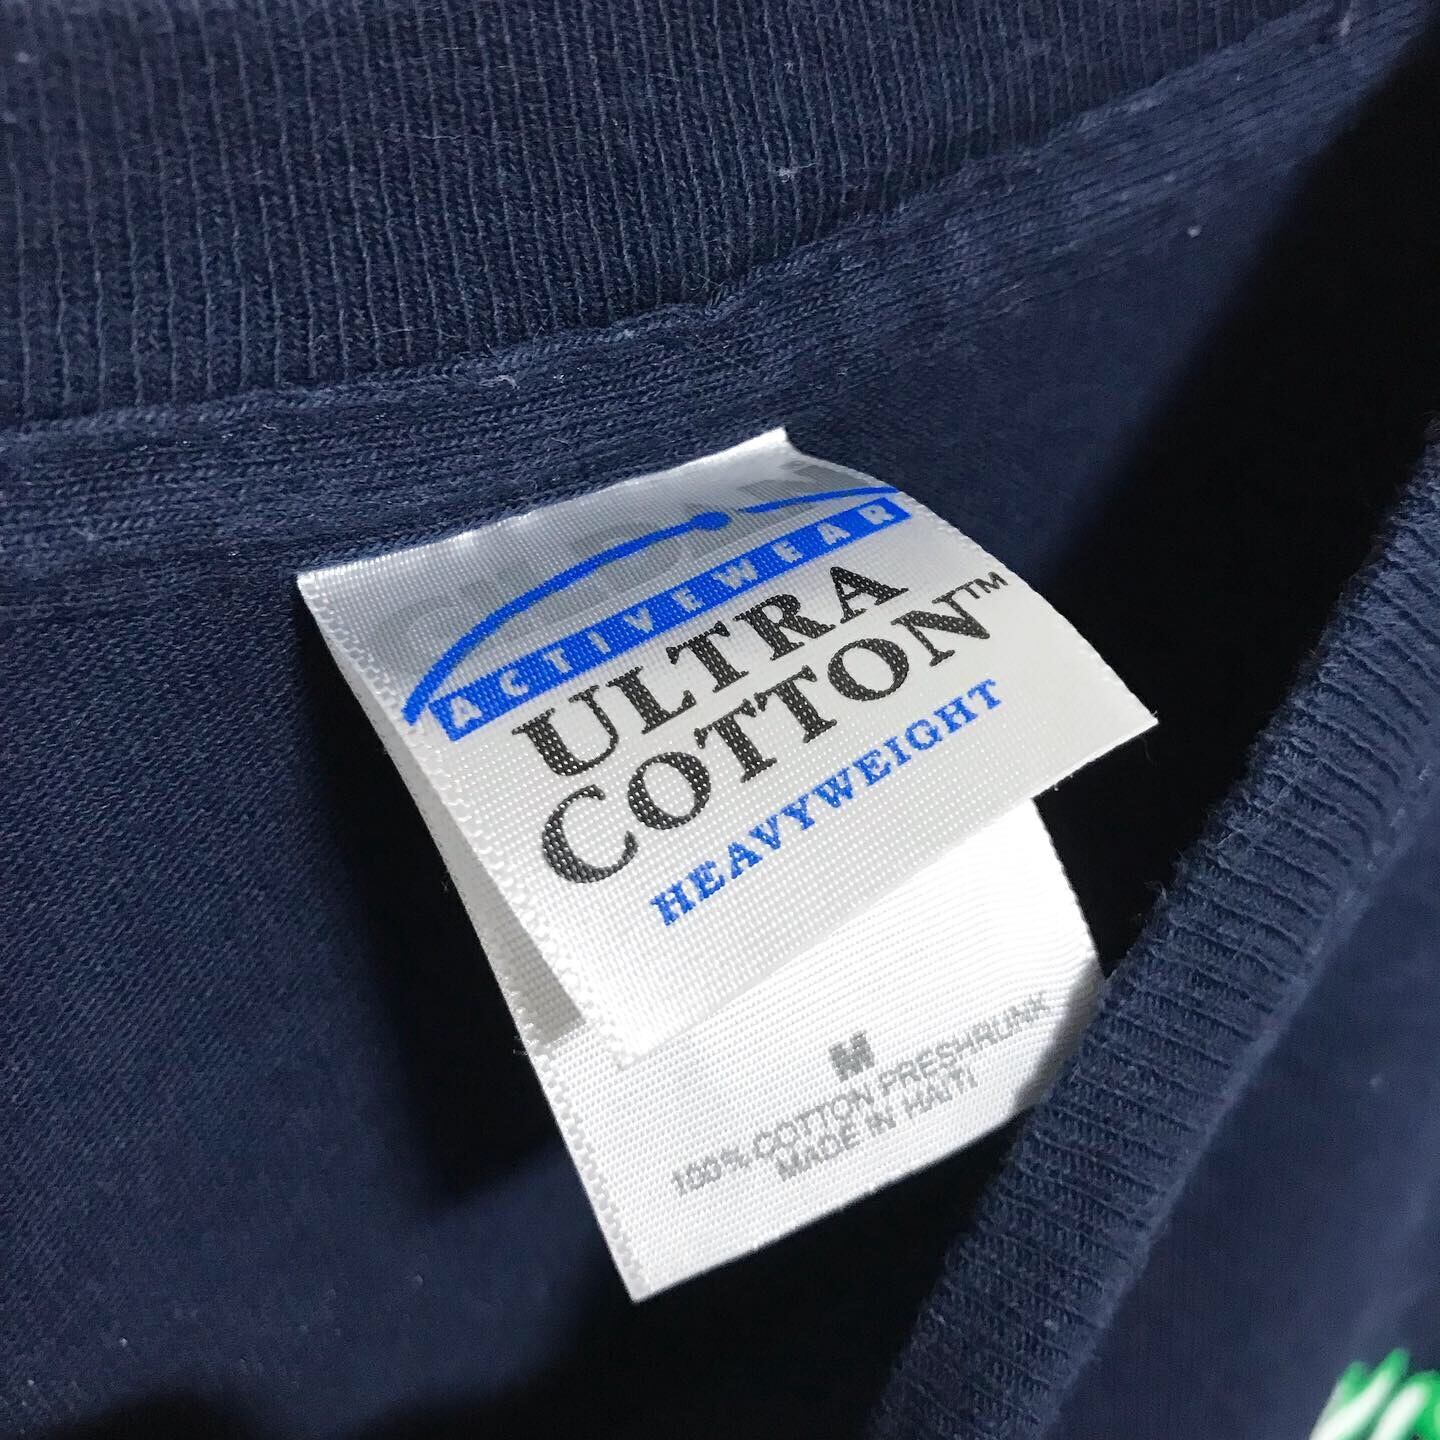 ACTIVEWEAR
ULTRA
COTTON™
HEAVYWEIGHT
M
100% COTTON PRESHRUNK
MADE IN HAITI